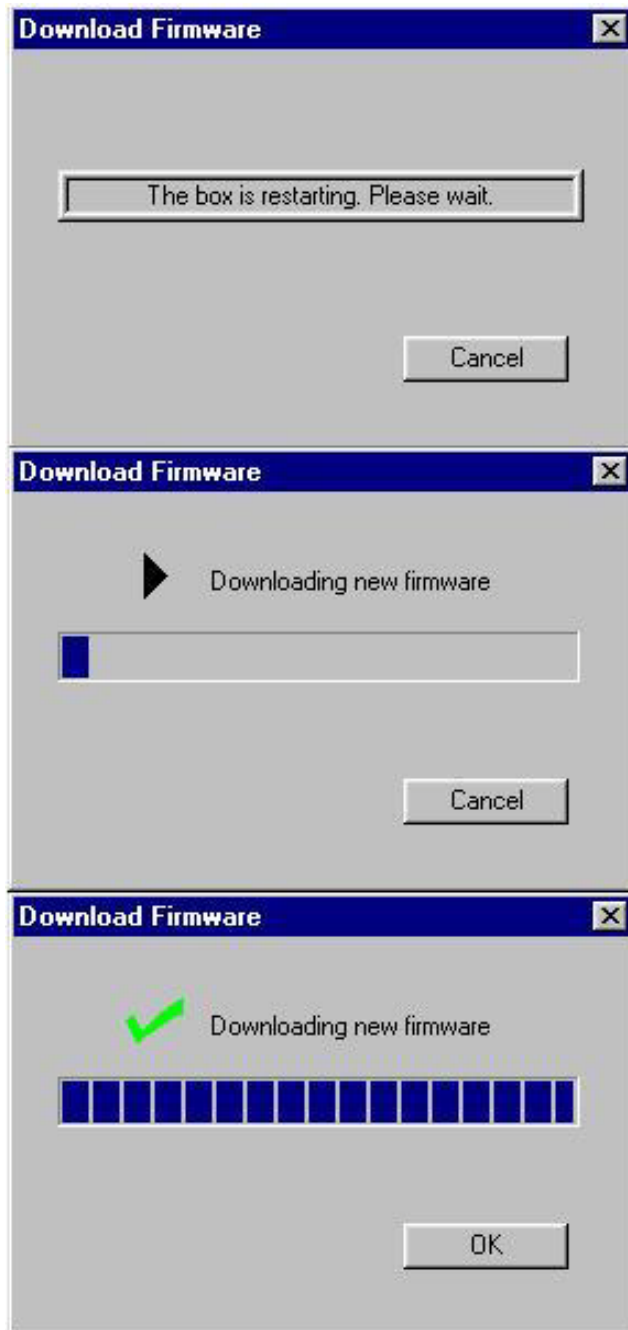 Download Firmware
The box is restarting. Please wait.
Cancel
Download Firmware
Downloading new firmware
Cancel
Download Firmware
Downloading new firmware
OK